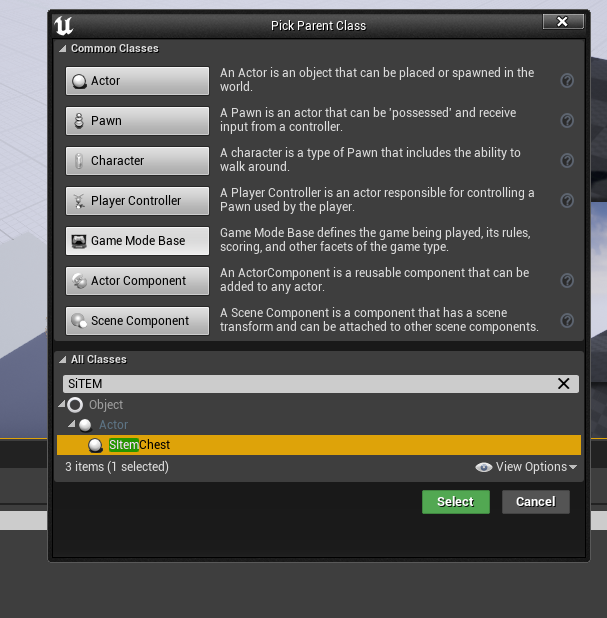 Pick Parent Class
Common Classes
Actor
An Actor is an object that can be placed or spawned in the
world.
Pawn
A Pawn is an actor that can be 'possessed' and receive
input from a controller.
Character
A character is a type of Pawn that includes the ability to
walk around.
Player Controller
A Player Controller is an actor responsible for controlling a
Pawn used by the player.
Game Mode Base
Game Mode Base defines the game being played, its rules,
scoring, and other facets of the game type.
Actor Component
An ActorComponent is a reusable component that can be
added to any actor.
Scene Component
A Scene Component is a component that has a scene
transform and can be attached to other scene components.
All Classes
SiTEM
Object
Actor
SItemChest
3 items (1 selected)
View Options
Select
Cancel